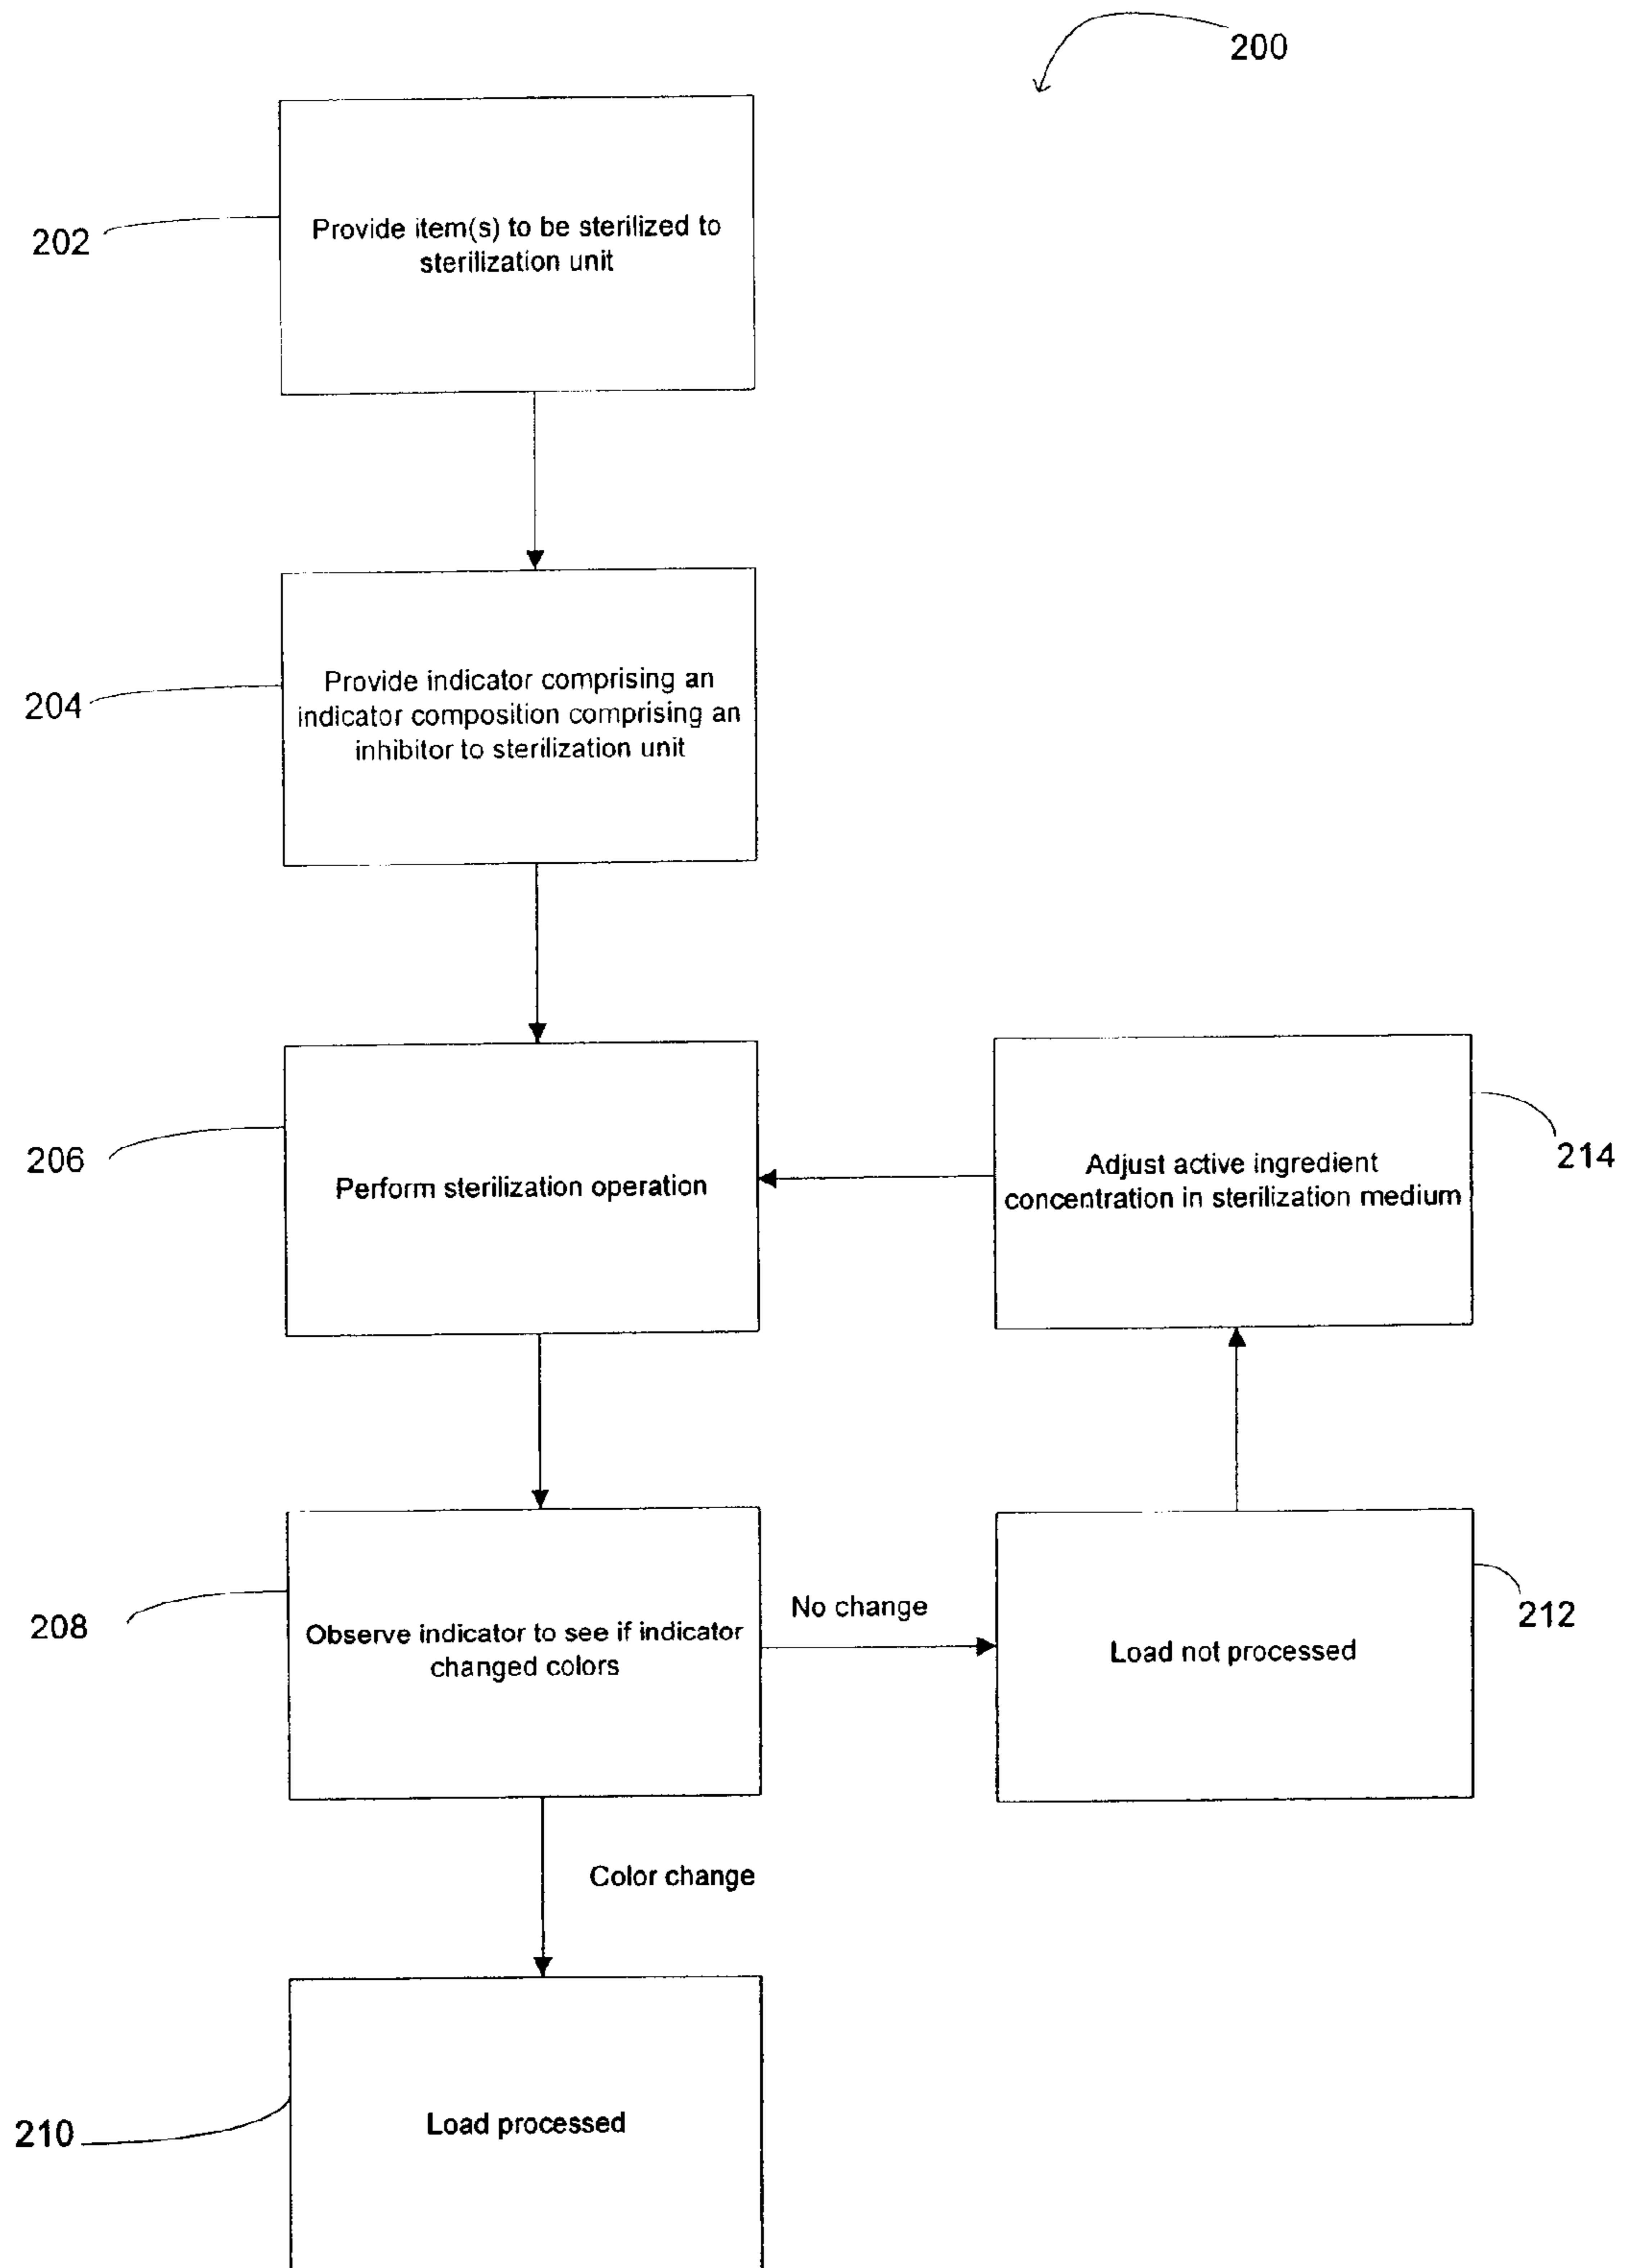 200
202
Provide item(s) to be sterilized to
sterilization unit
204
Provide indicator comprising an
indicator composition comprising an
inhibitor to sterilization unit
206
Perform sterilization operation
214
Adjust active ingredient
concentration in sterilization medium
208
Observe indicator to see if indicator
changed colors
No change
212
Load not processed
Color change
210
Load processed